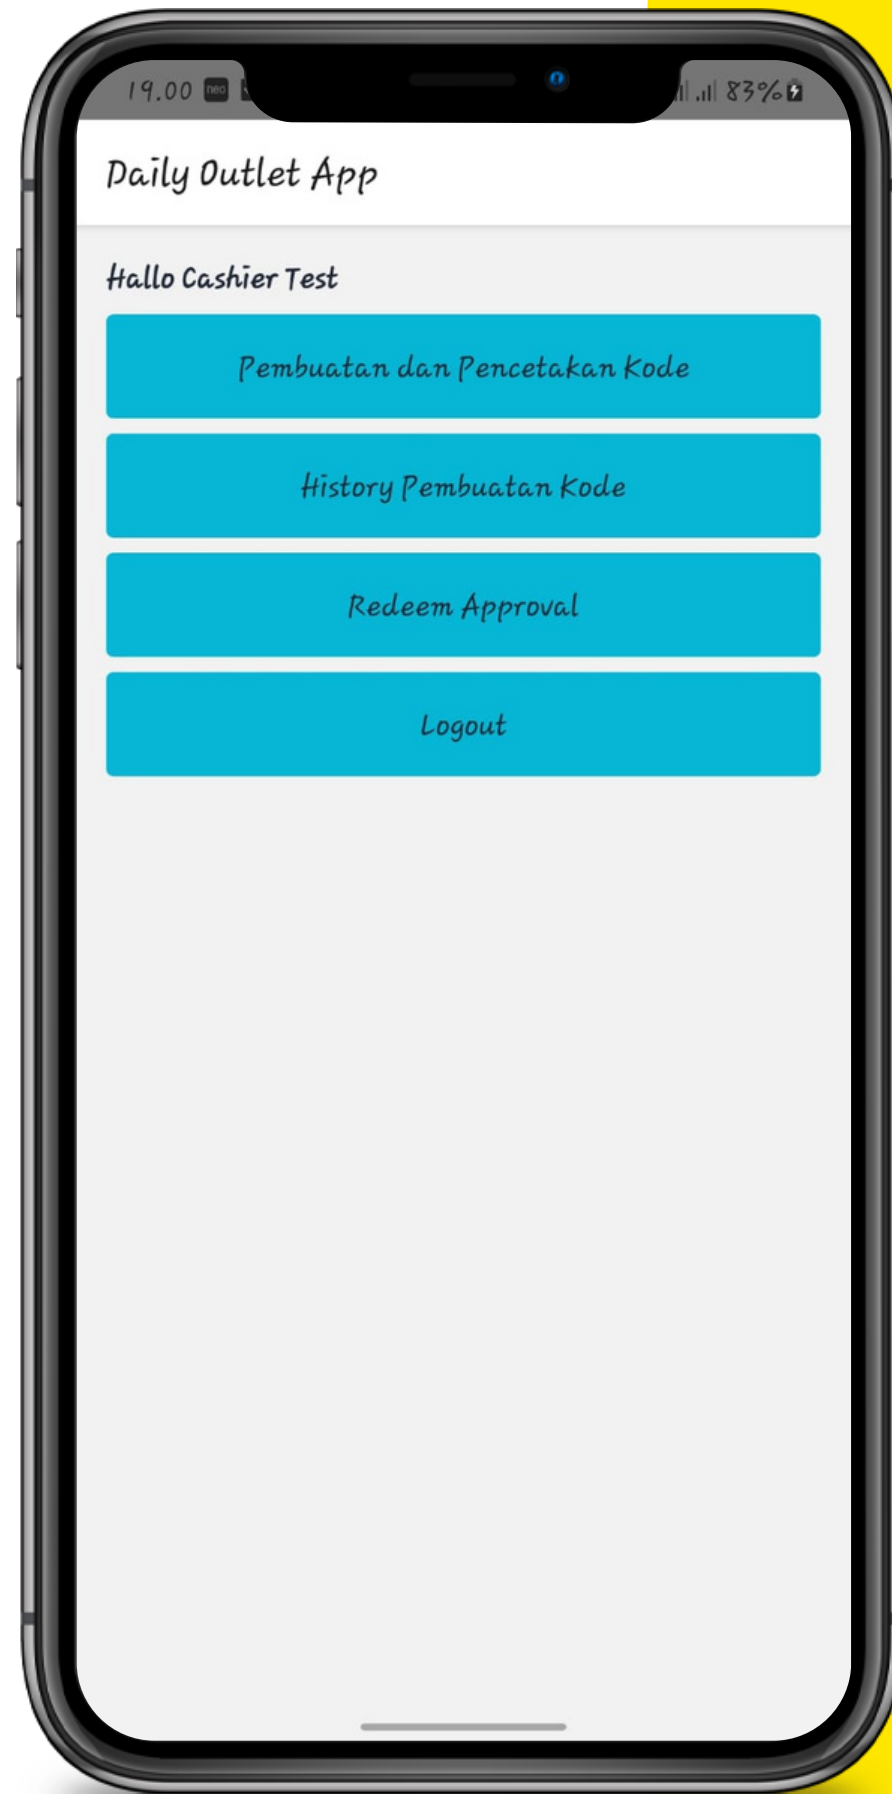 19.00 neo 83%
Daily Outlet App
Hallo Cashier Test
Pembuatan dan Pencetakan Kode
History Pembuatan Kode
Redeem Approval
Logout